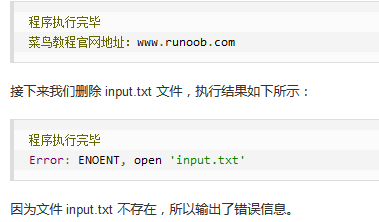 程序执行完毕
菜鸟教程官网地址: www.runoob.com
接下来我们删除 input.txt 文件，执行结果如下所示：
程序执行完毕
Error: ENOENT, open 'input.txt'
因为文件 input.txt 不存在，所以输出了错误信息。